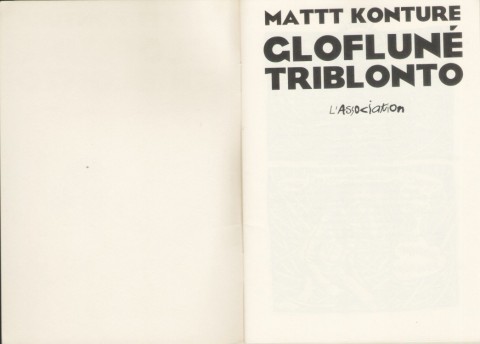 MATTT KONTURE
GLOFLUNÉ
TRIBLONTO
L'ASSOCiATiON